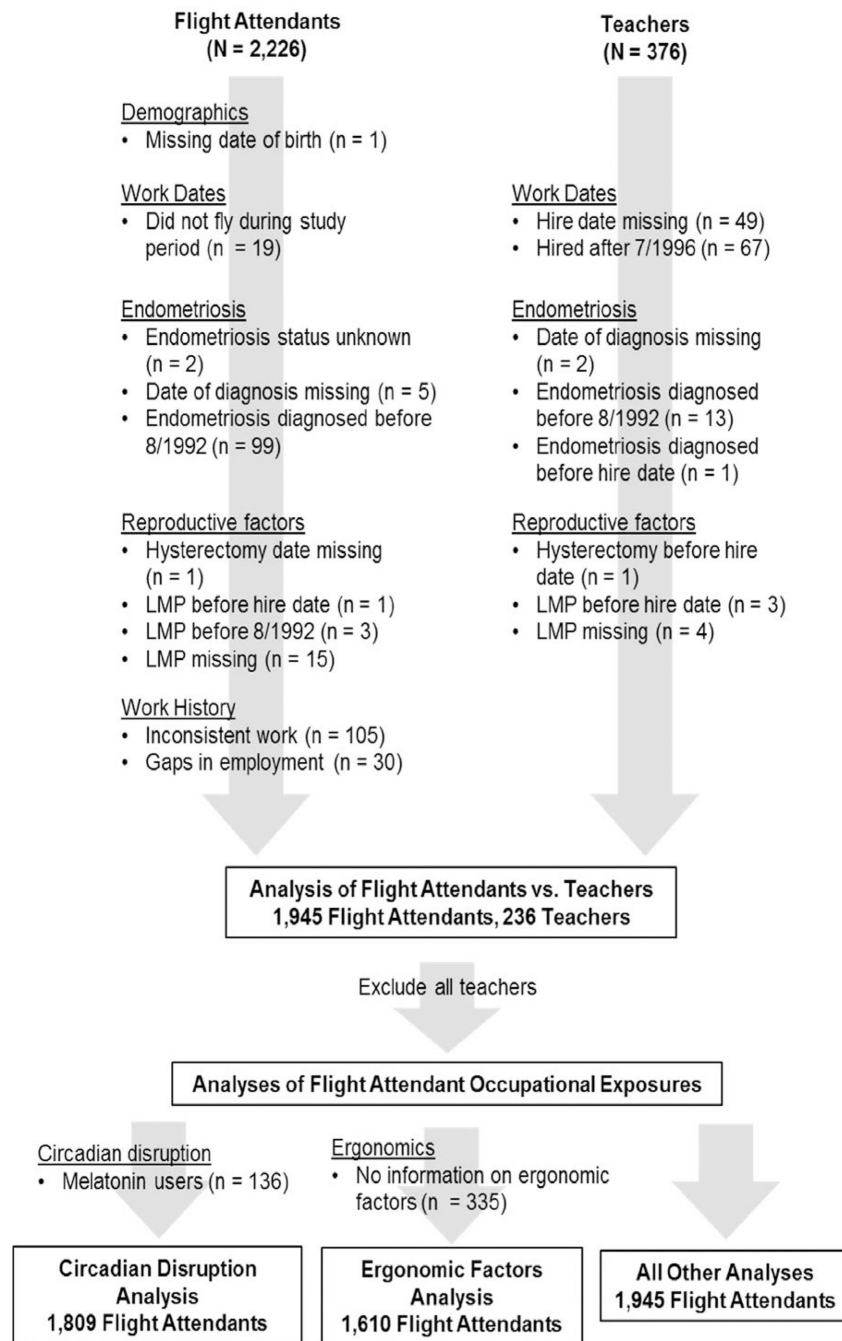 Flight Attendants
(N = 2,226)
Demographics
• Missing date of birth (n = 1)
Work Dates
• Did not fly during study
period (n = 19)
Endometriosis
• Endometriosis status unknown
(n = 2)
• Date of diagnosis missing (n = 5)
• Endometriosis diagnosed before
8/1992 (n = 99)
Reproductive factors
• Hysterectomy date missing
(n = 1)
• LMP before hire date (n = 1)
• LMP before 8/1992 (n = 3)
• LMP missing (n = 15)
Work History
• Inconsistent work (n = 105)
• Gaps in employment (n = 30)
Teachers
(N = 376)
Work Dates
• Hire date missing (n = 49)
• Hired after 7/1996 (n = 67)
Endometriosis
• Date of diagnosis missing
(n = 2)
• Endometriosis diagnosed
before 8/1992 (n = 13)
• Endometriosis diagnosed
before hire date (n = 1)
Reproductive factors
• Hysterectomy before hire
date (n = 1)
• LMP before hire date (n = 3)
• LMP missing (n = 4)
Analysis of Flight Attendants vs. Teachers
1,945 Flight Attendants, 236 Teachers
Exclude all teachers
Analyses of Flight Attendant Occupational Exposures
Circadian disruption
• Melatonin users (n = 136)
Ergonomics
• No information on ergonomic
factors (n = 335)
Circadian Disruption
Analysis
1,809 Flight Attendants
Ergonomic Factors
Analysis
1,610 Flight Attendants
All Other Analyses
1,945 Flight Attendants